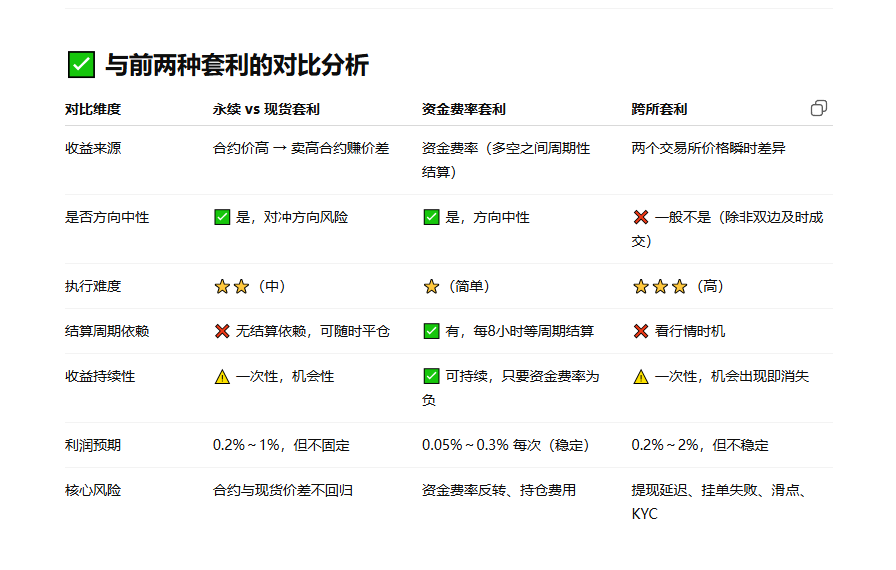 ✅ 与前两种套利的对比分析
对比维度 永续 vs 现货套利 资金费率套利 跨所套利
收益来源 合约价高 → 卖高合约赚价差 资金费率（多空之间周期性 两个交易所价格瞬时差异
结算）
是否方向中性 ✅ 是，对冲方向风险 ✅ 是，方向中性 ❌ 一般不是（除非双边及时成
交）
执行难度 ⭐⭐（中） ⭐（简单） ⭐⭐⭐（高）
结算周期依赖 ❌ 无结算依赖，可随时平仓 ✅ 有，每8小时等周期结算 ❌ 看行情时机
收益持续性 ⚠️ 一次性，机会性 ✅ 可持续，只要资金费率为 ⚠️ 一次性，机会出现即消失
负
利润预期 0.2%～1%，但不固定 0.05%～0.3% 每次（稳定） 0.2%～2%，但不稳定
核心风险 合约与现货价差不回归 资金费率反转、持仓费用 提现延迟、挂单失败、滑点、
KYC